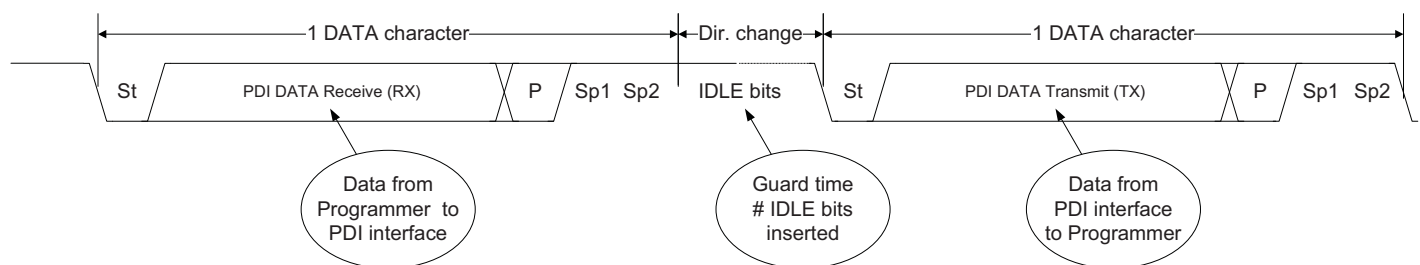 1 DATA character
Dir. change
1 DATA character
St
PDI DATA Receive (RX)
P
Sp1 Sp2
IDLE bits
St
PDI DATA Transmit (TX)
P
Sp1 Sp2
Data from
Programmer to
PDI interface
Guard time
# IDLE bits
inserted
Data from
PDI interface
to Programmer